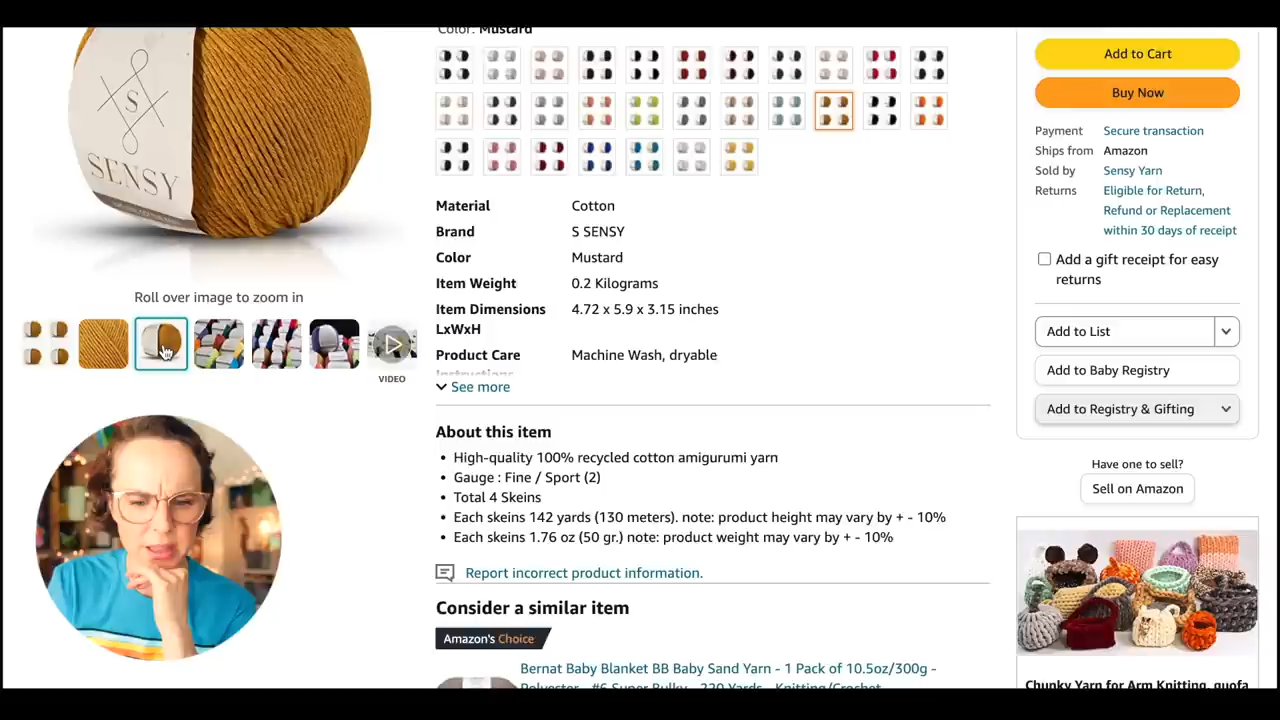 Color: Mustard
S
SENSY
Roll over image to zoom in
VIDEO
Material Cotton
Brand S SENSY
Color Mustard
Item Weight 0.2 Kilograms
Item Dimensions 4.72 x 5.9 x 3.15 inches
LxWxH
Product Care Machine Wash, dryable
Instructions
See more
About this item
• High-quality 100% recycled cotton amigurumi yarn
• Gauge : Fine / Sport (2)
• Total 4 Skeins
• Each skeins 142 yards (130 meters). note: product height may vary by + - 10%
• Each skeins 1.76 oz (50 gr.) note: product weight may vary by + - 10%
Report incorrect product information.
Consider a similar item
Amazon's Choice
Bernat Baby Blanket BB Baby Sand Yarn - 1 Pack of 10.5oz/300g -
Polyester - #6 Super Bulky - 220 Yards - Knitting/Crochet
Add to Cart
Buy Now
Payment Secure transaction
Ships from Amazon
Sold by Sensy Yarn
Returns Eligible for Return,
Refund or Replacement
within 30 days of receipt
Add a gift receipt for easy
returns
Add to List
Add to Baby Registry
Add to Registry & Gifting
Have one to sell?
Sell on Amazon
Chunky Yarn for Arm Knitting, guofa